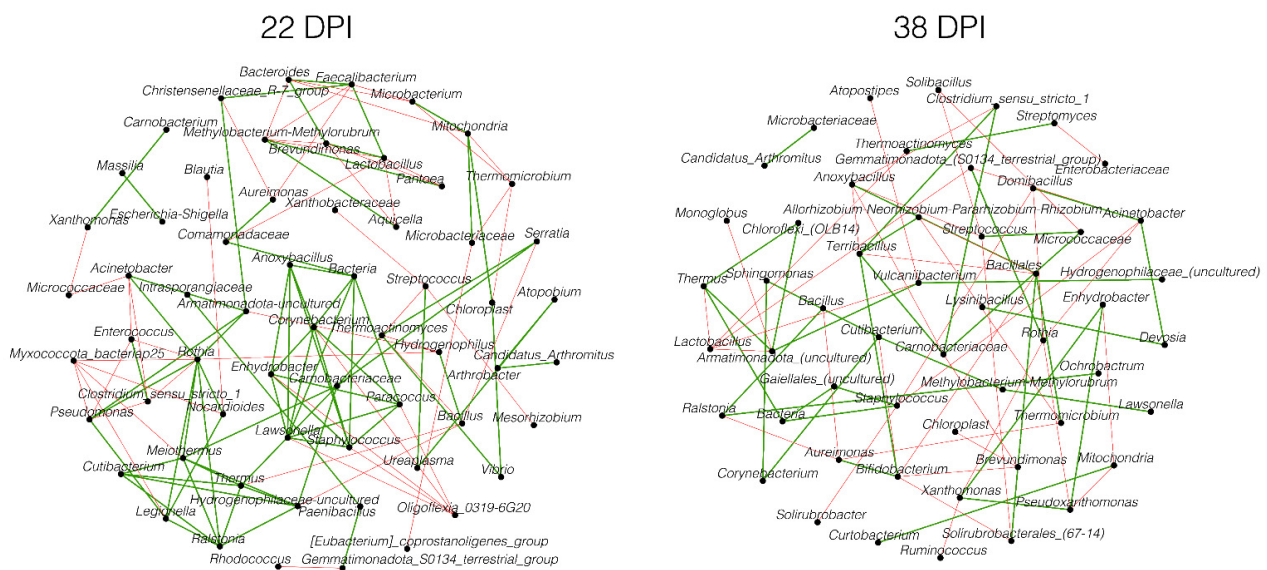 22 DPI
Bacteroides
Faecalibacterium
Christensenellaceae_R-7_group
Microbacterium
Carnobacterium
Methylobacterium-Methylorubrum
Mitochondria
Brevundimonas
Massilia
Blautia
Lactobacillus
Pantoea
Thermomicrobium
Aureimonas
Xanthobacteraceae
Xanthomonas
Escherichia-Shigella
Aquicella
Comamonadaceae
Microbacteriaceae
Serratia
Anoxybacillus
Acinetobacter
Bacteria
Streptococcus
Micrococcaceae
Intrasporangiaceae
Armatimonadota-uncultured
Chloroplast
Atopobium
Corynebacterium
Thermoactinomyces
Enterococcus
Hydrogenophilus
Myxococcota_bacteriap25
Rothia
Candidatus_Arthromitus
Enhydrobacter
Carnobacteriaceae
Arthrobacter
Clostridium_sensu_stricto_1
Paracoccus
Pseudomonas
Nocardioides
Bacillus
Mesorhizobium
Lawsonella
Staphylococcus
Meiothermus
Ureaplasma
Vibrio
Cutibacterium
Thermus
Hydrogenophilaceae_uncultured
Legionella
Paenibacillus
Oligoflexia_0319-6G20
Ralstonia
[Eubacterium]_coprostanoligenes_group
Rhodococcus
Gemmatimonadota_S0134_terrestrial_group
38 DPI
Solibacillus
Atopostipes
Clostridium_sensu_stricto_1
Microbacteriaceae
Streptomyces
Thermoactinomyces
Candidatus_Arthromitus
Gemmatimonadota_(S0134_terrestrial_group)
Enterobacteriaceae
Anoxybacillus
Domibacillus
Monoglobus
Allorhizobium-Neorhizobium-Pararhizobium-Rhizobium
Acinetobacter
Chloroflexi_(OLB14)
Streptococcus
Micrococcaceae
Terribacillus
Thermus
Sphingomonas
Vulcaniibacterium
Bacillales
Hydrogenophilaceae_(uncultured)
Bacillus
Lysinibacillus
Enhydrobacter
Cutibacterium
Rothia
Devosia
Lactobacillus
Armatimonadota_(uncultured)
Carnobacteriaceae
Gaiellales_(uncultured)
Ochrobactrum
Methylobacterium-Methylorubrum
Ralstonia
Bacteria
Staphylococcus
Lawsonella
Chloroplast
Thermomicrobium
Aureimonas
Corynebacterium
Bifidobacterium
Brevundimonas
Mitochondria
Xanthomonas
Pseudoxanthomonas
Solirubrobacter
Curtobacterium
Solirubrobacterales_(67-14)
Ruminococcus